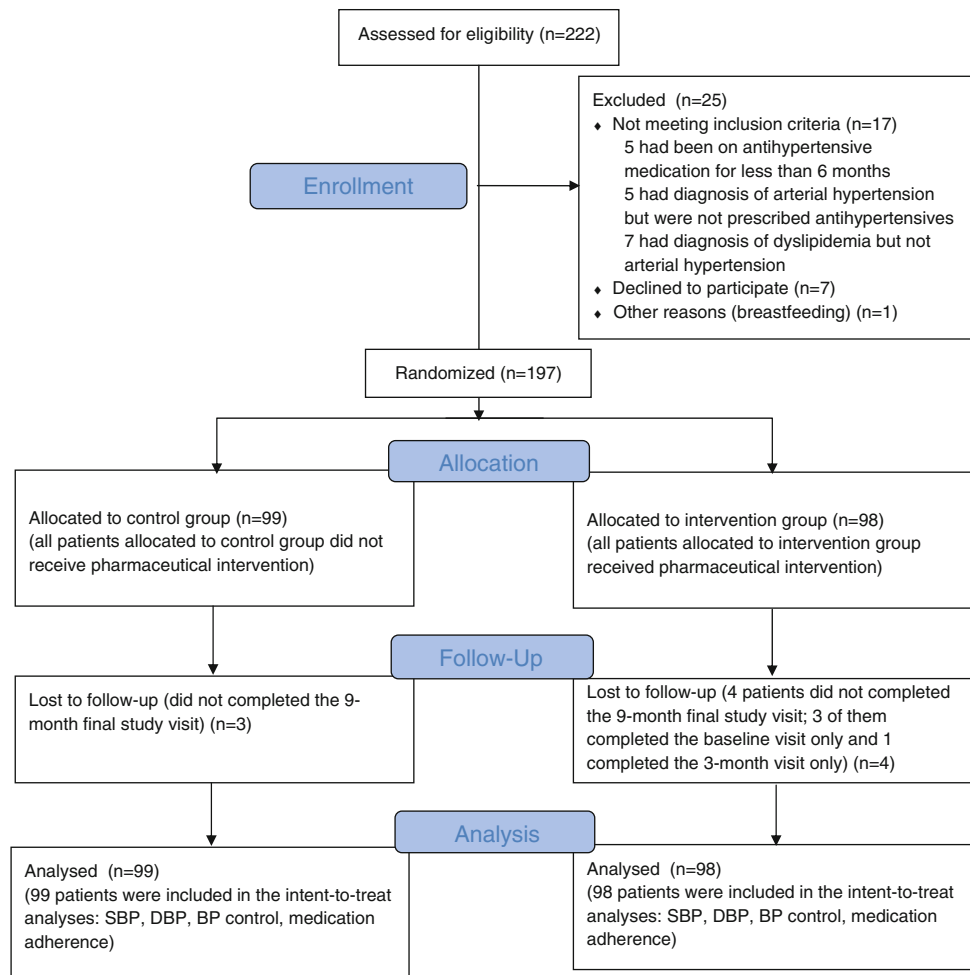 Assessed for eligibility (n=222)
Excluded (n=25)
♦ Not meeting inclusion criteria (n=17)
5 had been on antihypertensive
medication for less than 6 months
5 had diagnosis of arterial hypertension
but were not prescribed antihypertensives
7 had diagnosis of dyslipidemia but not
arterial hypertension
♦ Declined to participate (n=7)
♦ Other reasons (breastfeeding) (n=1)
Enrollment
Randomized (n=197)
Allocation
Allocated to control group (n=99)
(all patients allocated to control group did not
receive pharmaceutical intervention)
Allocated to intervention group (n=98)
(all patients allocated to intervention group
received pharmaceutical intervention)
Follow-Up
Lost to follow-up (did not completed the 9-
month final study visit) (n=3)
Lost to follow-up (4 patients did not completed
the 9-month final study visit; 3 of them
completed the baseline visit only and 1
completed the 3-month visit only) (n=4)
Analysis
Analysed (n=99)
(99 patients were included in the intent-to-treat
analyses: SBP, DBP, BP control, medication
adherence)
Analysed (n=98)
(98 patients were included in the intent-to-treat
analyses: SBP, DBP, BP control, medication
adherence)